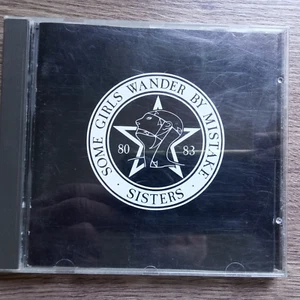 · SOME GIRLS WANDER BY MISTAKE ·
80 83
SISTERS